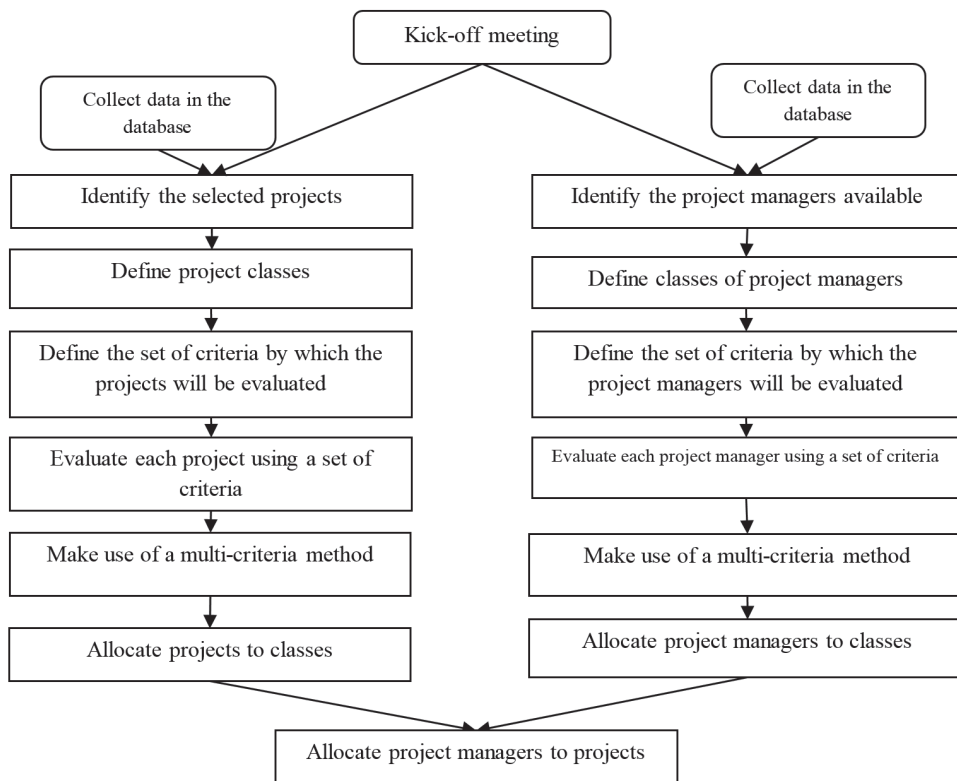 Kick-off meeting
Collect data in the
database
Collect data in the
database
Identify the selected projects
Identify the project managers available
Define project classes
Define classes of project managers
Define the set of criteria by which the
projects will be evaluated
Define the set of criteria by which the
project managers will be evaluated
Evaluate each project using a set of
criteria
Evaluate each project manager using a set of criteria
Make use of a multi-criteria method
Make use of a multi-criteria method
Allocate projects to classes
Allocate project managers to classes
Allocate project managers to projects